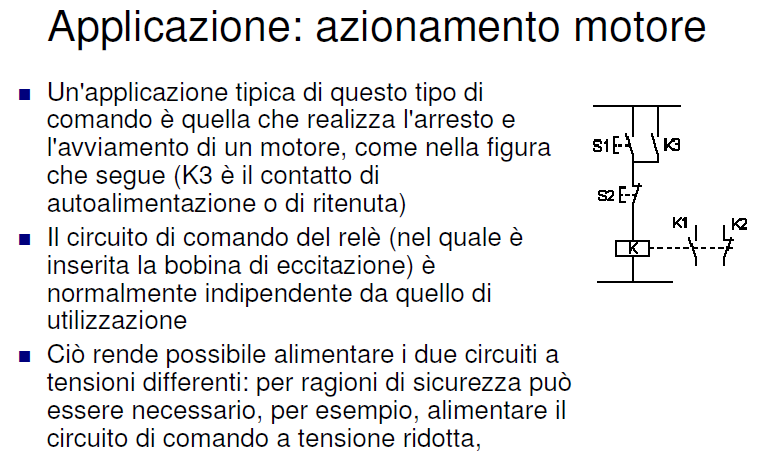 Applicazione: azionamento motore
Un'applicazione tipica di questo tipo di
comando è quella che realizza l'arresto e
l'avviamento di un motore, come nella figura
che segue (K3 è il contatto di
autoalimentazione o di ritenuta)
Il circuito di comando del relè (nel quale è
inserita la bobina di eccitazione) è
normalmente indipendente da quello di
utilizzazione
Ciò rende possibile alimentare i due circuiti a
tensioni differenti: per ragioni di sicurezza può
essere necessario, per esempio, alimentare il
circuito di comando a tensione ridotta,
S1 K3
S2
K1 K2
K